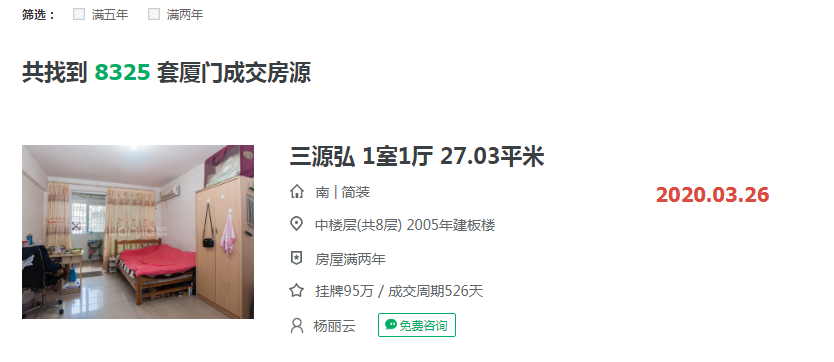 筛选： 满五年 满两年
共找到 8325 套厦门成交房源
三源弘 1室1厅 27.03平米
南 | 简装
2020.03.26
中楼层(共8层) 2005年建板楼
房屋满两年
挂牌95万 / 成交周期526天
杨丽云 免费咨询